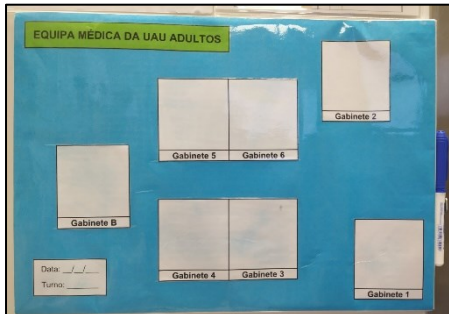 EQUIPA MÉDICA DA UAU ADULTOS
Gabinete 2
Gabinete 5
Gabinete 6
Gabinete B
Gabinete 4
Gabinete 3
Gabinete 1
Data: __/__/__
Turno: ______